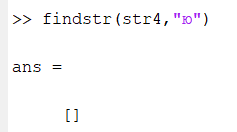 >> findstr(str4,"ю")
ans =
[]